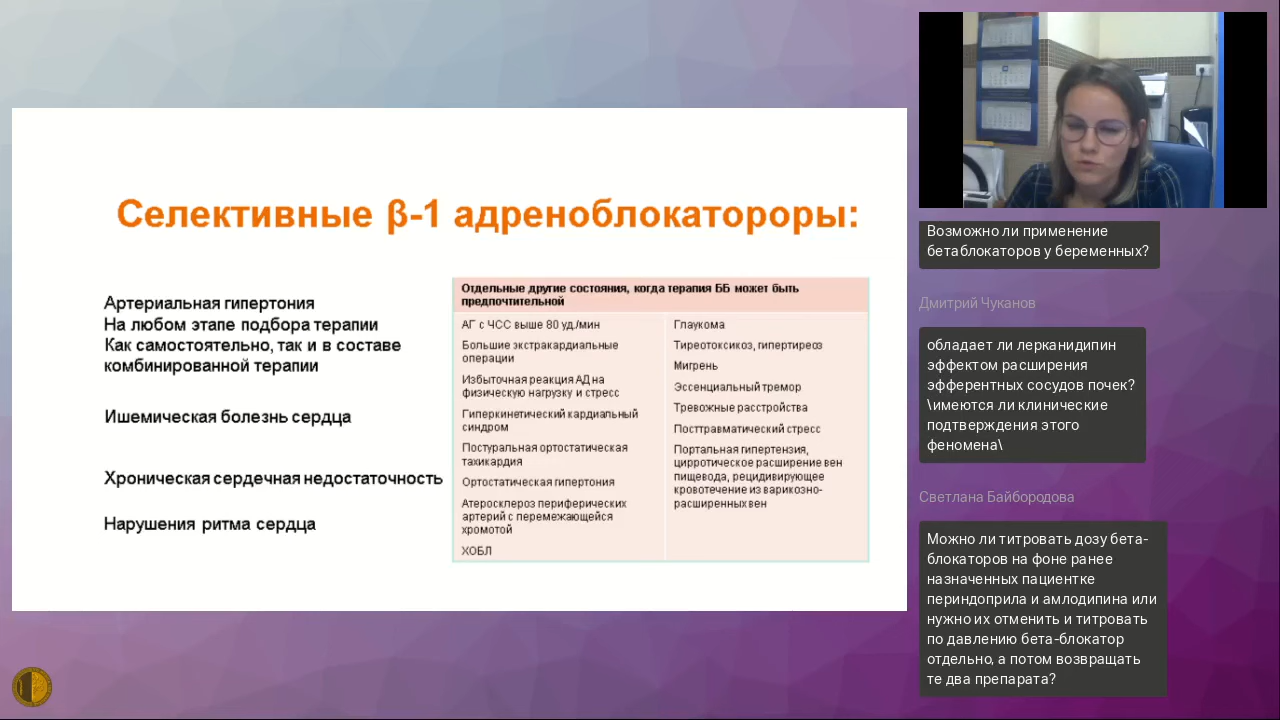 Селективные β-1 адреноблокатороры:
Артериальная гипертония
На любом этапе подбора терапии
Как самостоятельно, так и в составе
комбинированной терапии
Ишемическая болезнь сердца
Хроническая сердечная недостаточность
Нарушения ритма сердца
Отдельные другие состояния, когда терапия ББ может быть
предпочтительной
АГ с ЧСС выше 80 уд./мин
Большие экстракардиальные
операции
Избыточная реакция АД на
физическую нагрузку и стресс
Гиперкинетический кардиальный
синдром
Постуральная ортостатическая
тахикардия
Ортостатическая гипертония
Атеросклероз периферических
артерий с перемежающейся
хромотой
ХОБЛ
Глаукома
Тиреотоксикоз, гипертиреоз
Мигрень
Эссенциальный тремор
Тревожные расстройства
Посттравматический стресс
Портальная гипертензия,
цирротическое расширение вен
пищевода, рецидивирующее
кровотечение из варикозно-
расширенных вен
Возможно ли применение
бетаблокаторов у беременных?
Дмитрий Чуканов
обладает ли лерканидипин
эффектом расширения
эфферентных сосудов почек?
\имеются ли клинические
подтверждения этого
феномена\
Светлана Байбородова
Можно ли титровать дозу бета-
блокаторов на фоне ранее
назначенных пациентке
периндоприла и амлодипина или
нужно их отменить и титровать
по давлению бета-блокатор
отдельно, а потом возвращать
те два препарата?